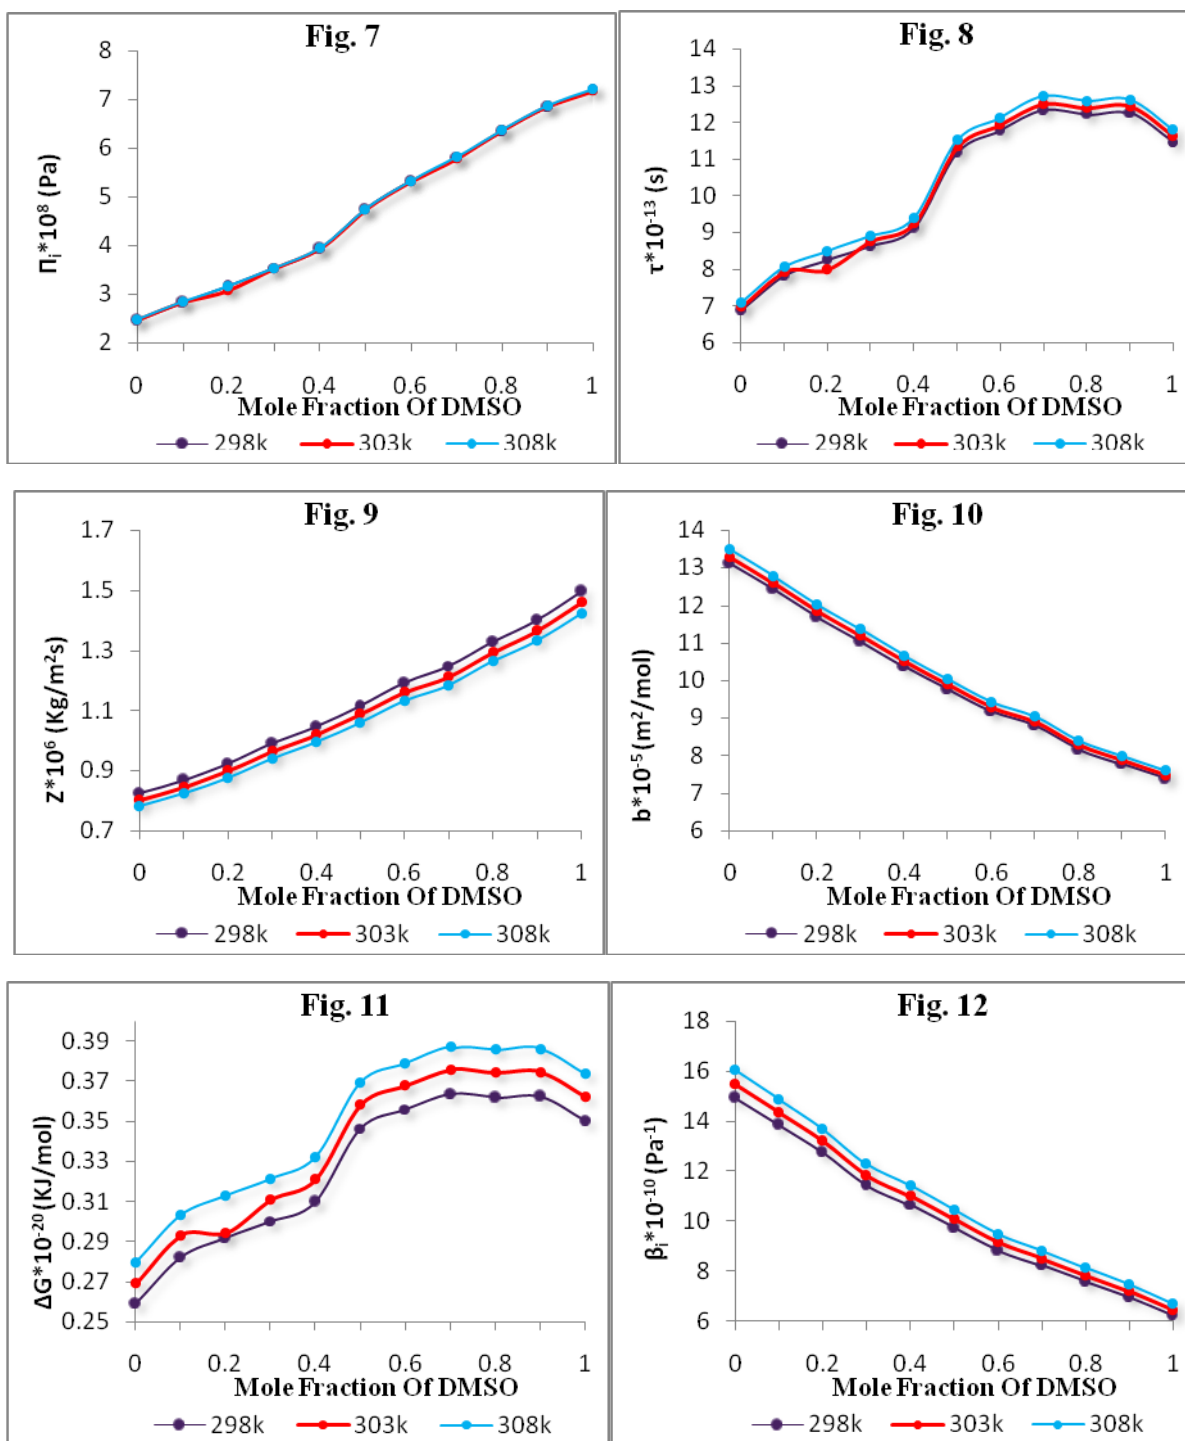 Fig. 7
8
7
6
5
4
3
2
Πi*10⁸ (Pa)
0 0.2 0.4 0.6 0.8 1
Mole Fraction Of DMSO
298k 303k 308k
Fig. 8
14
13
12
11
10
9
8
7
6
τ*10⁻¹³ (s)
0 0.2 0.4 0.6 0.8 1
Mole Fraction Of DMSO
298k 303k 308k
Fig. 9
1.7
1.5
1.3
1.1
0.9
0.7
Z*10⁶ (Kg/m²s)
0 0.2 0.4 0.6 0.8 1
Mole Fraction Of DMSO
298k 303k 308k
Fig. 10
14
13
12
11
10
9
8
7
6
b*10⁻⁵ (m²/mol)
0 0.2 0.4 0.6 0.8 1
Mole Fraction Of DMSO
298k 303k 308k
Fig. 11
0.39
0.37
0.35
0.33
0.31
0.29
0.27
0.25
ΔG*10⁻²⁰ (KJ/mol)
0 0.2 0.4 0.6 0.8 1
Mole Fraction Of DMSO
298k 303k 308k
Fig. 12
18
16
14
12
10
8
6
βi*10⁻¹⁰ (Pa⁻¹)
0 0.2 0.4 0.6 0.8 1
Mole Fraction Of DMSO
298k 303k 308k